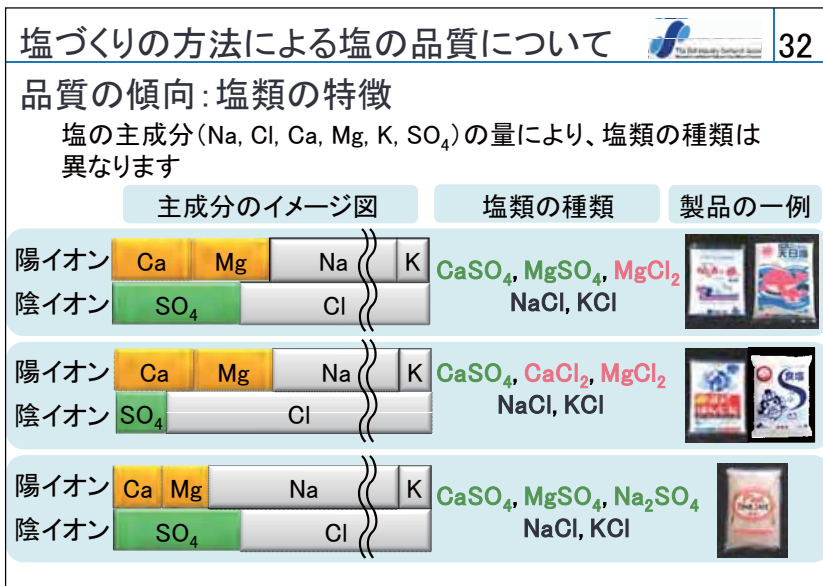 塩づくりの方法による塩の品質について
32
品質の傾向:塩類の特徴
塩の主成分(Na, Cl, Ca, Mg, K, SO₄)の量により、塩類の種類は
異なります
主成分のイメージ図 塩類の種類 製品の一例
陽イオン Ca Mg Na K
陰イオン SO₄ Cl
CaSO₄, MgSO₄, MgCl₂
NaCl, KCl
天日塩
陽イオン Ca Mg Na K
陰イオン SO₄ Cl
CaSO₄, CaCl₂, MgCl₂
NaCl, KCl
食塩
陽イオン Ca Mg Na K
陰イオン SO₄ Cl
CaSO₄, MgSO₄, Na₂SO₄
NaCl, KCl